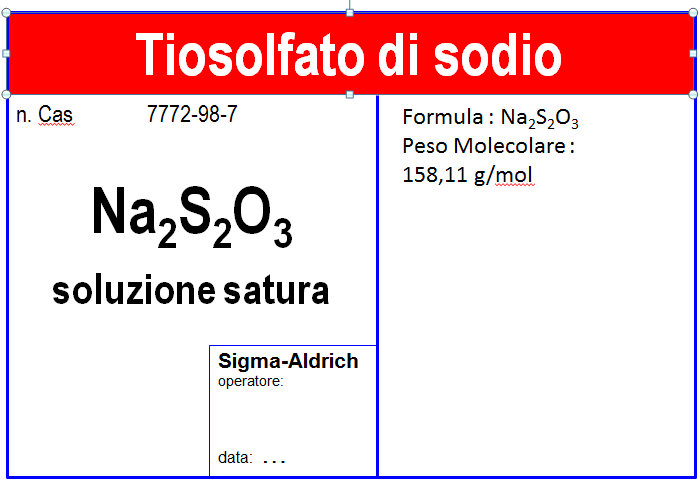 Tiosolfato di sodio
n. Cas 7772-98-7
Na₂S₂O₃
soluzione satura
Sigma-Aldrich
operatore:
data: . . .
Formula : Na₂S₂O₃
Peso Molecolare :
158,11 g/mol